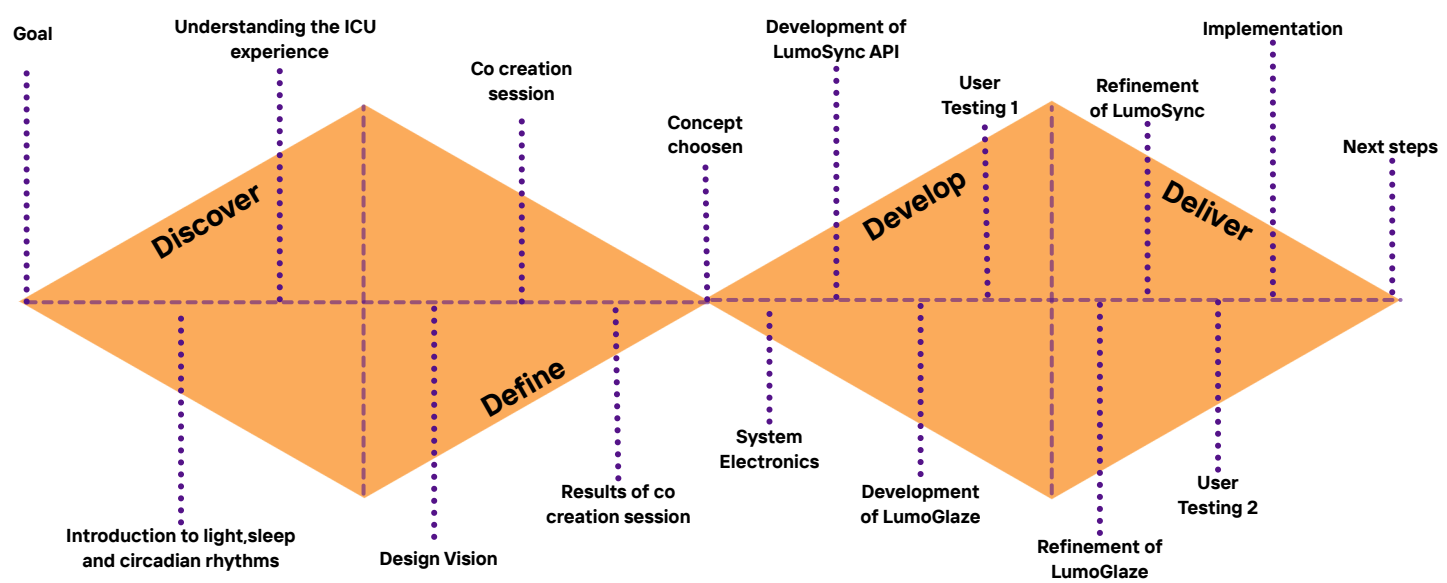 Goal
Understanding the ICU
experience
Co creation
session
Concept
choosen
Development of
LumoSync API
User
Testing 1
Refinement
of LumoSync
Implementation
Next steps
Discover
Define
Develop
Deliver
Introduction to light,sleep
and circadian rhythms
Design Vision
Results of co
creation session
System
Electronics
Development
of LumoGlaze
Refinement of
LumoGlaze
User
Testing 2